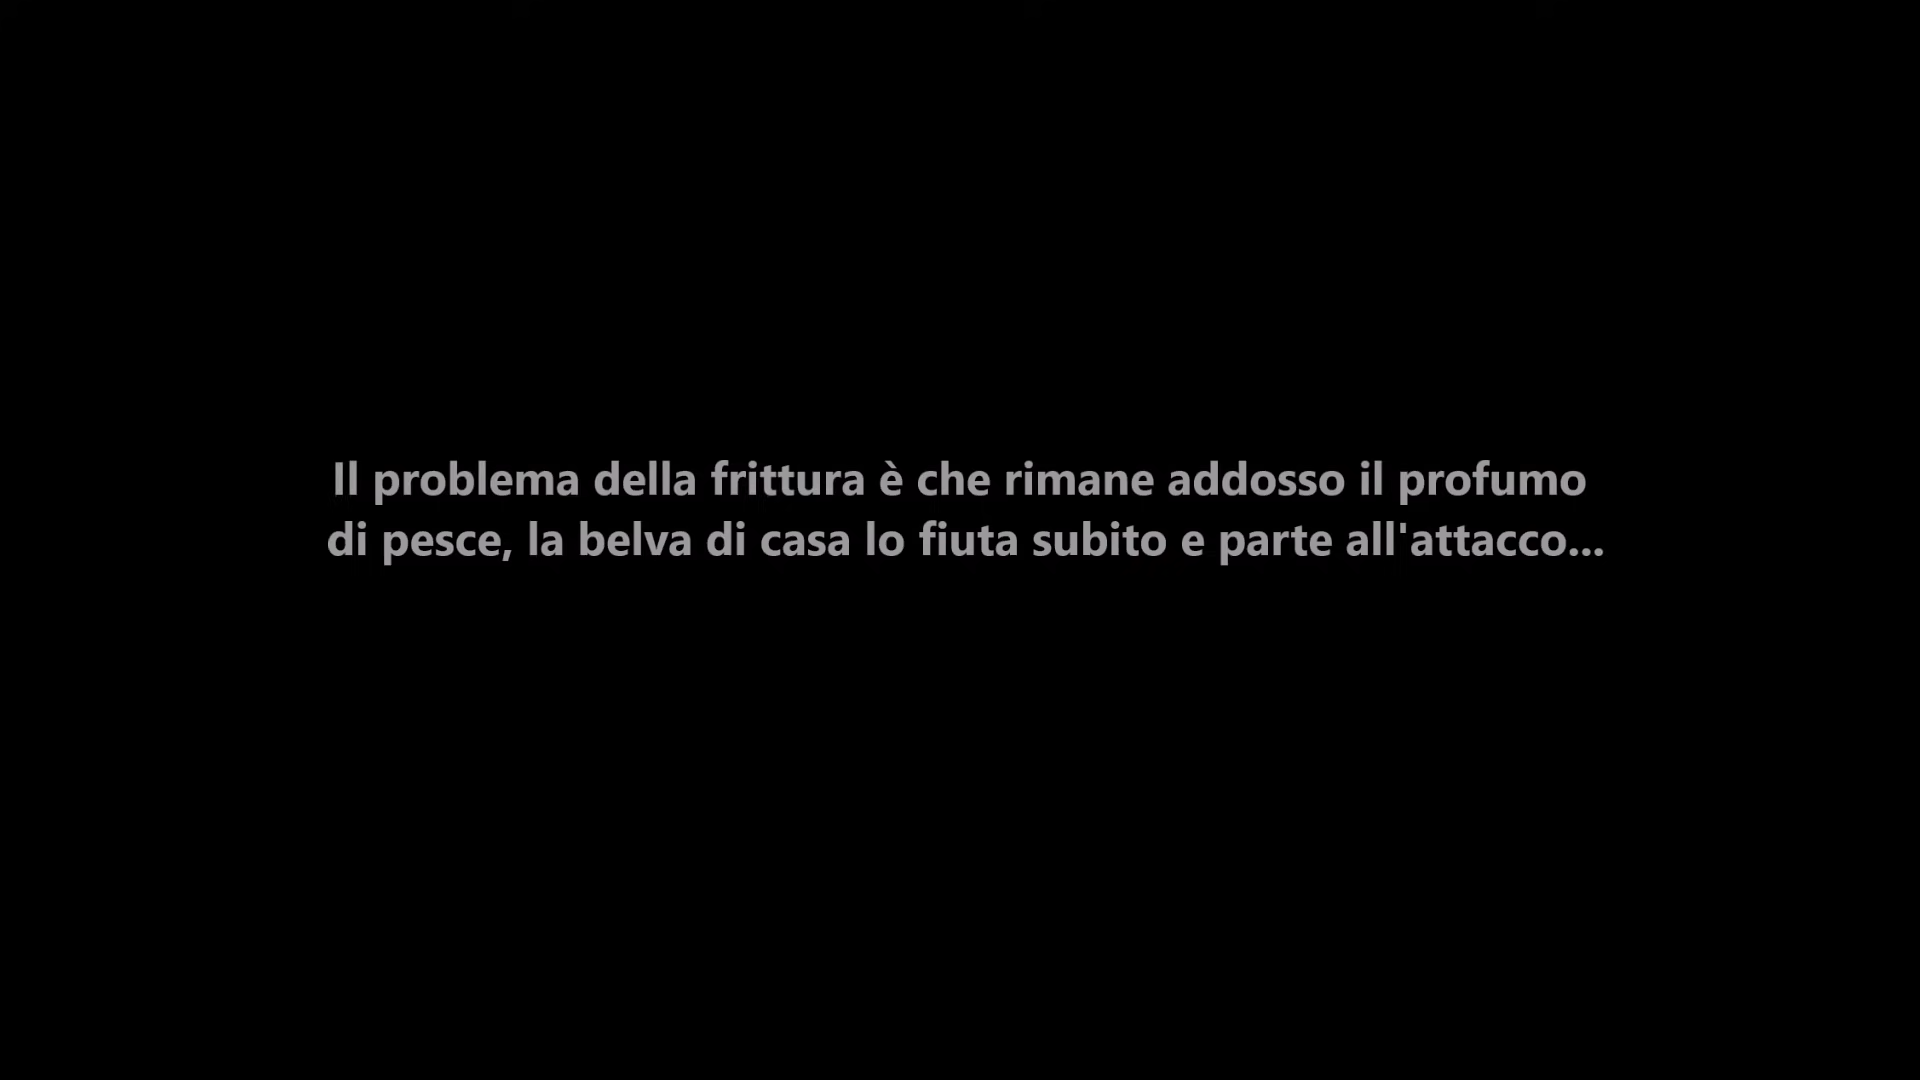 Il problema della frittura è che rimane addosso il profumo
di pesce, la belva di casa lo fiuta subito e parte all'attacco...